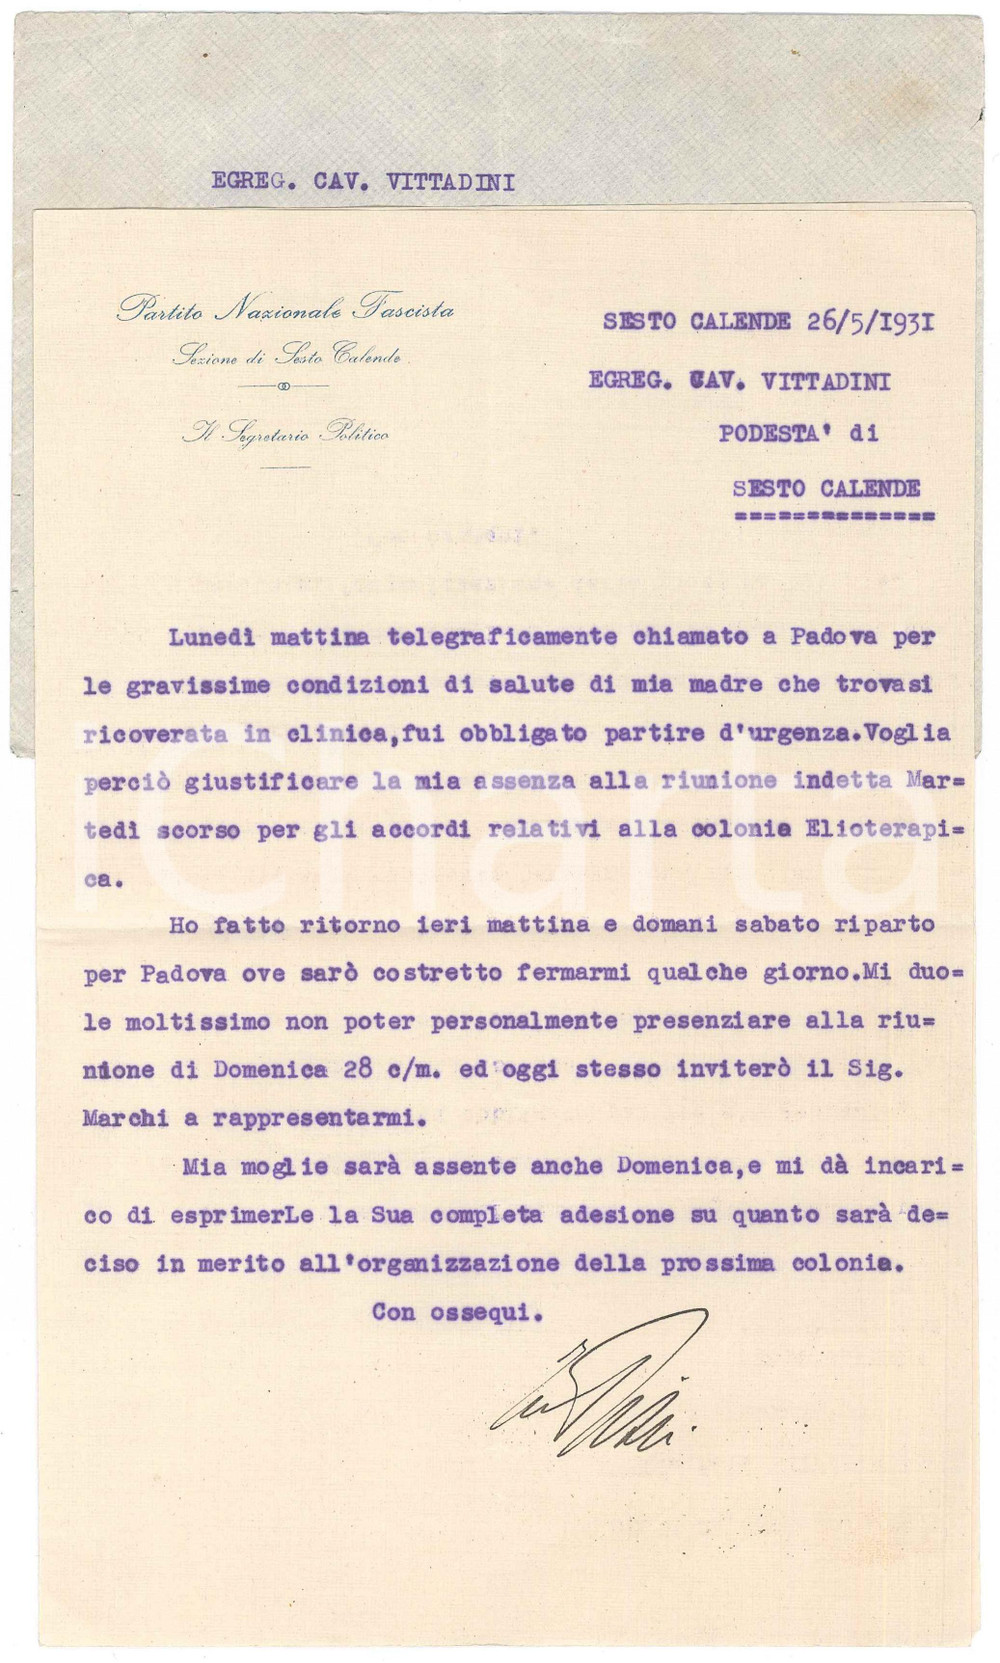 EGREG. CAV. VITTADINI
Partito Nazionale Fascista
Sezione di Sesto Calende
Il Segretario Politico
SESTO CALENDE 26/5/I93I
EGREG. CAV. VITTADINI
PODESTA' di
SESTO CALENDE
==============
Lunedì mattina telegraficamente chiamato a Padova per
le gravissime condizioni di salute di mia madre che trovasi
ricoverata in clinica,fui obbligato partire d'urgenza.Voglia
perciò giustificare la mia assenza alla riunione indetta Mar=
tedì scorso per gli accordi relativi alla colonia Elioterapi=
ca.
Ho fatto ritorno ieri mattina e domani sabato riparto
per Padova ove sarò costretto fermarmi qualche giorno.Mi duo=
le moltissimo non poter personalmente presenziare alla riu=
nione di Domenica 28 c/m. ed'oggi stesso inviterò il Sig.
Marchi a rappresentarmi.
Mia moglie sarà assente anche Domenica,e mi dà incari=
co di esprimerLe la Sua completa adesione su quanto sarà de=
ciso in merito all'organizzazione della prossima colonia.
Con ossequi.
iCharta